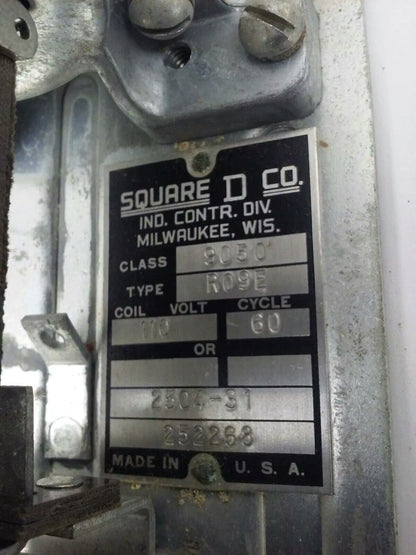 SQUARE D CO.
IND. CONTR. DIV.
MILWAUKEE, WIS.
CLASS 9050
TYPE R09E
COIL VOLT CYCLE
110 60
OR
2504-31
252268
MADE IN U. S. A.